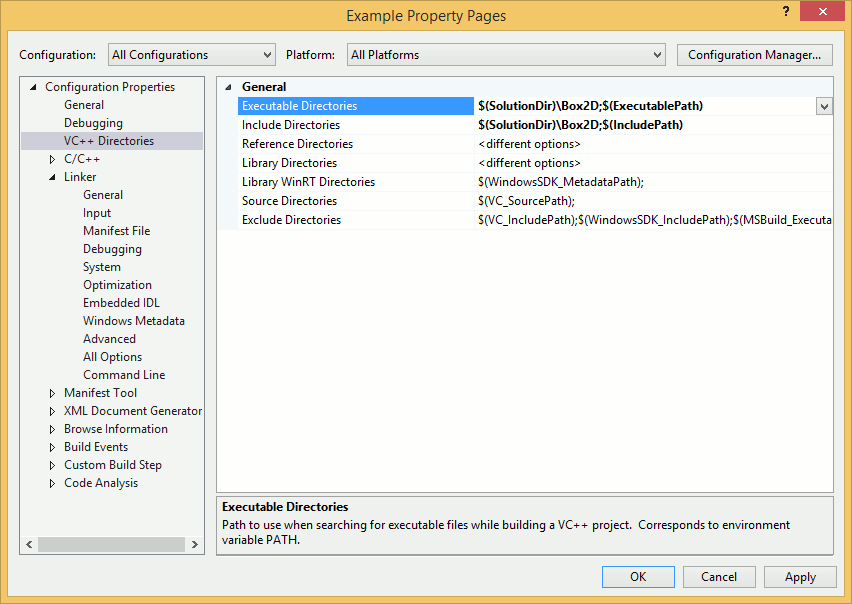 Example Property Pages
?
Configuration: All Configurations Platform: All Platforms Configuration Manager...
Configuration Properties
General
Debugging
VC++ Directories
C/C++
Linker
General
Input
Manifest File
Debugging
System
Optimization
Embedded IDL
Windows Metadata
Advanced
All Options
Command Line
Manifest Tool
XML Document Generator
Browse Information
Build Events
Custom Build Step
Code Analysis
General
Executable Directories $(SolutionDir)\Box2D;$(ExecutablePath)
Include Directories $(SolutionDir)\Box2D;$(IncludePath)
Reference Directories <different options>
Library Directories <different options>
Library WinRT Directories $(WindowsSDK_MetadataPath);
Source Directories $(VC_SourcePath);
Exclude Directories $(VC_IncludePath);$(WindowsSDK_IncludePath);$(MSBuild_Executa
Executable Directories
Path to use when searching for executable files while building a VC++ project.  Corresponds to environment
variable PATH.
OK Cancel Apply